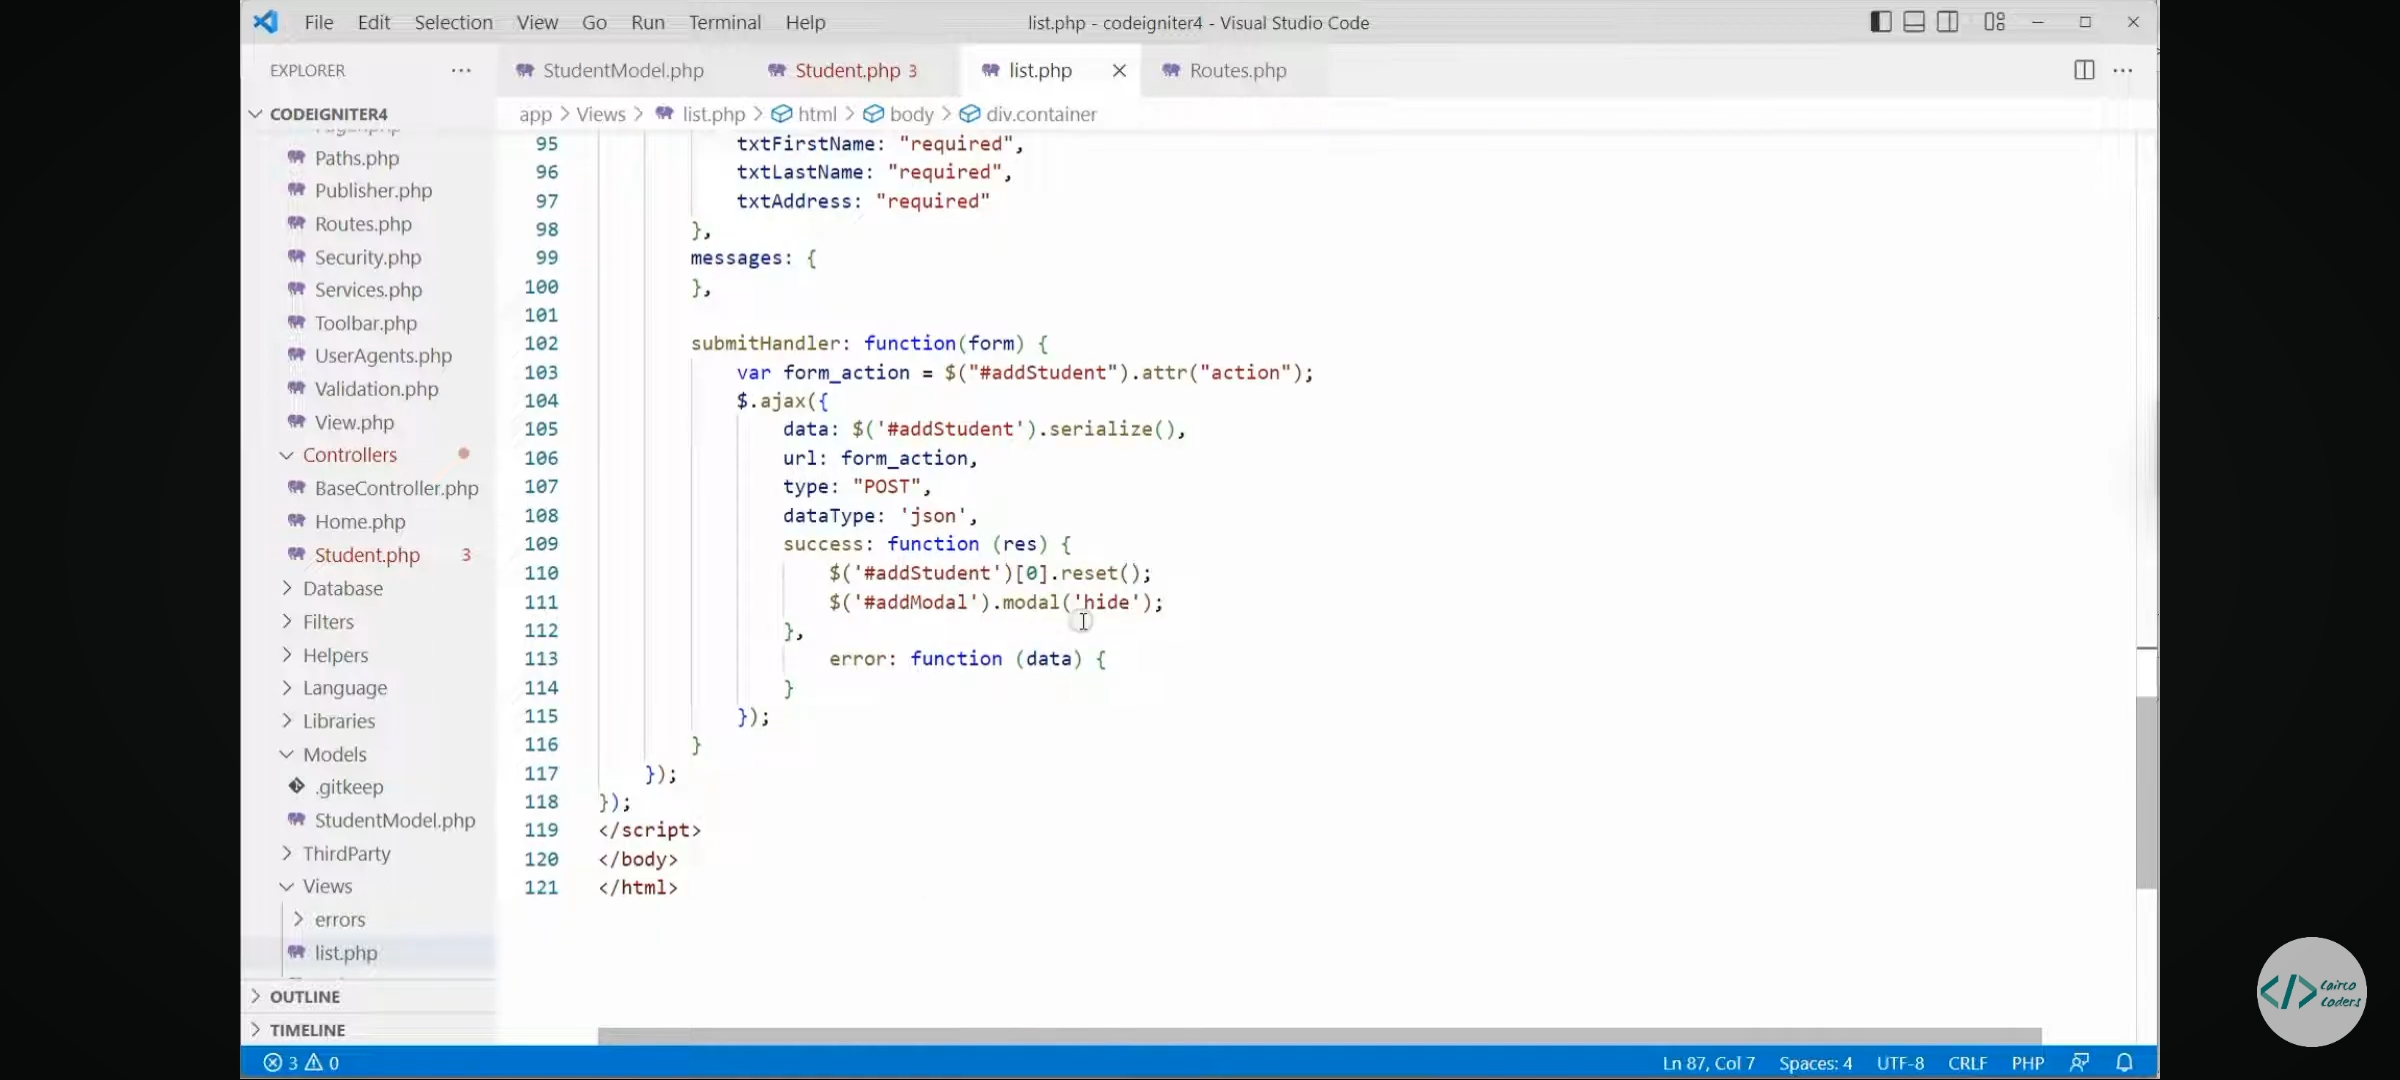 File Edit Selection View Go Run Terminal Help list.php - codeigniter4 - Visual Studio Code
EXPLORER ··· StudentModel.php Student.php 3 list.php Routes.php
CODEIGNITER4
app > Views > list.php > html > body > div.container
Paths.php
Publisher.php
Routes.php
Security.php
Services.php
Toolbar.php
UserAgents.php
Validation.php
View.php
Controllers
BaseController.php
Home.php
Student.php 3
Database
Filters
Helpers
Language
Libraries
Models
.gitkeep
StudentModel.php
ThirdParty
Views
errors
list.php
OUTLINE
TIMELINE
95 txtFirstName: "required",
96 txtLastName: "required",
97 txtAddress: "required"
98 },
99 messages: {
100 },
101
102 submitHandler: function(form) {
103 var form_action = $("#addStudent").attr("action");
104 $.ajax({
105 data: $('#addStudent').serialize(),
106 url: form_action,
107 type: "POST",
108 dataType: 'json',
109 success: function (res) {
110 $('#addStudent')[0].reset();
111 $('#addModal').modal('hide');
112 },
113 error: function (data) {
114 }
115 });
116 }
117 });
118 });
119 </script>
120 </body>
121 </html>
3 0 Ln 87, Col 7 Spaces: 4 UTF-8 CRLF PHP
</> Cairco
Coders